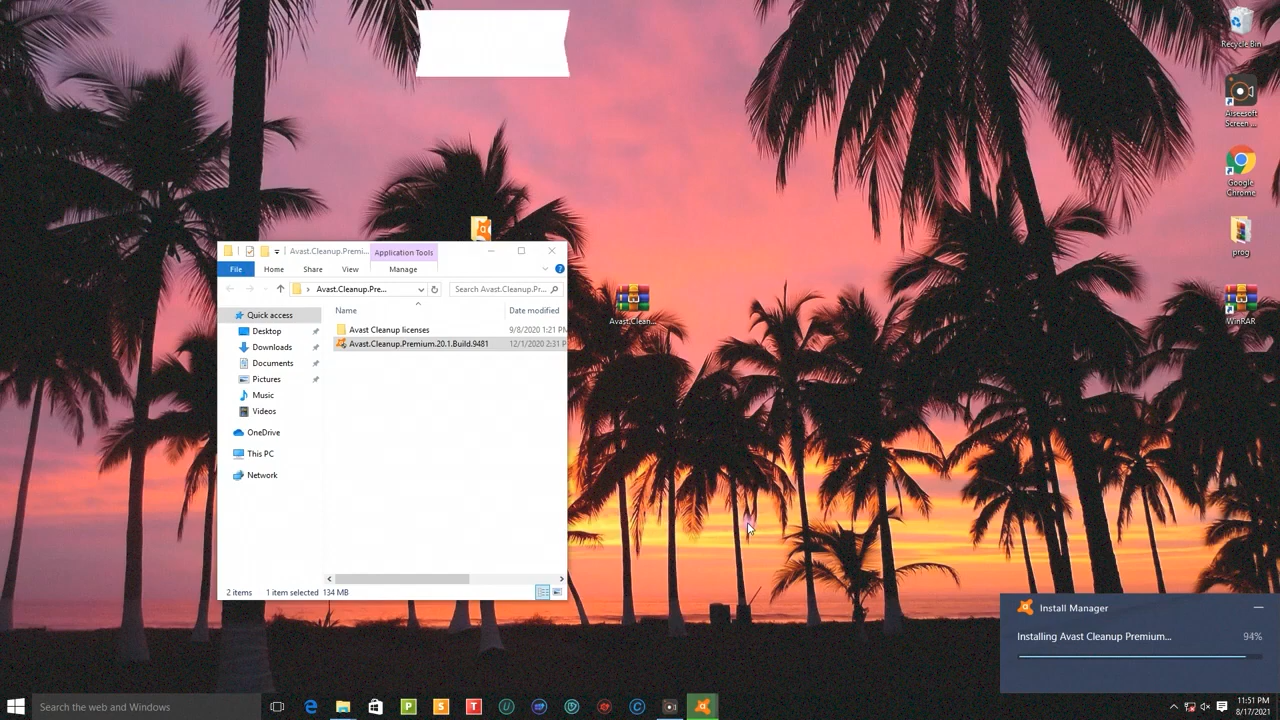 Recycle Bin
Aiseesoft
Screen ...
Google
Chrome
prog
WinRAR
Avast.Clean...
Avast.Cleanup.Premi...
Application Tools
File
Home
Share
View
Manage
Avast.Cleanup.Pre...
Search Avast.Cleanup.Pr...
Name
Date modified
Quick access
Desktop
Downloads
Documents
Pictures
Music
Videos
OneDrive
This PC
Network
Avast Cleanup licenses
9/8/2020 1:21 PM
Avast.Cleanup.Premium.20.1.Build.9481
12/1/2020 2:31 P
2 items
1 item selected
134 MB
Install Manager
Installing Avast Cleanup Premium...
94%
Search the web and Windows
P
S
T
U
C
11:51 PM
8/17/2021